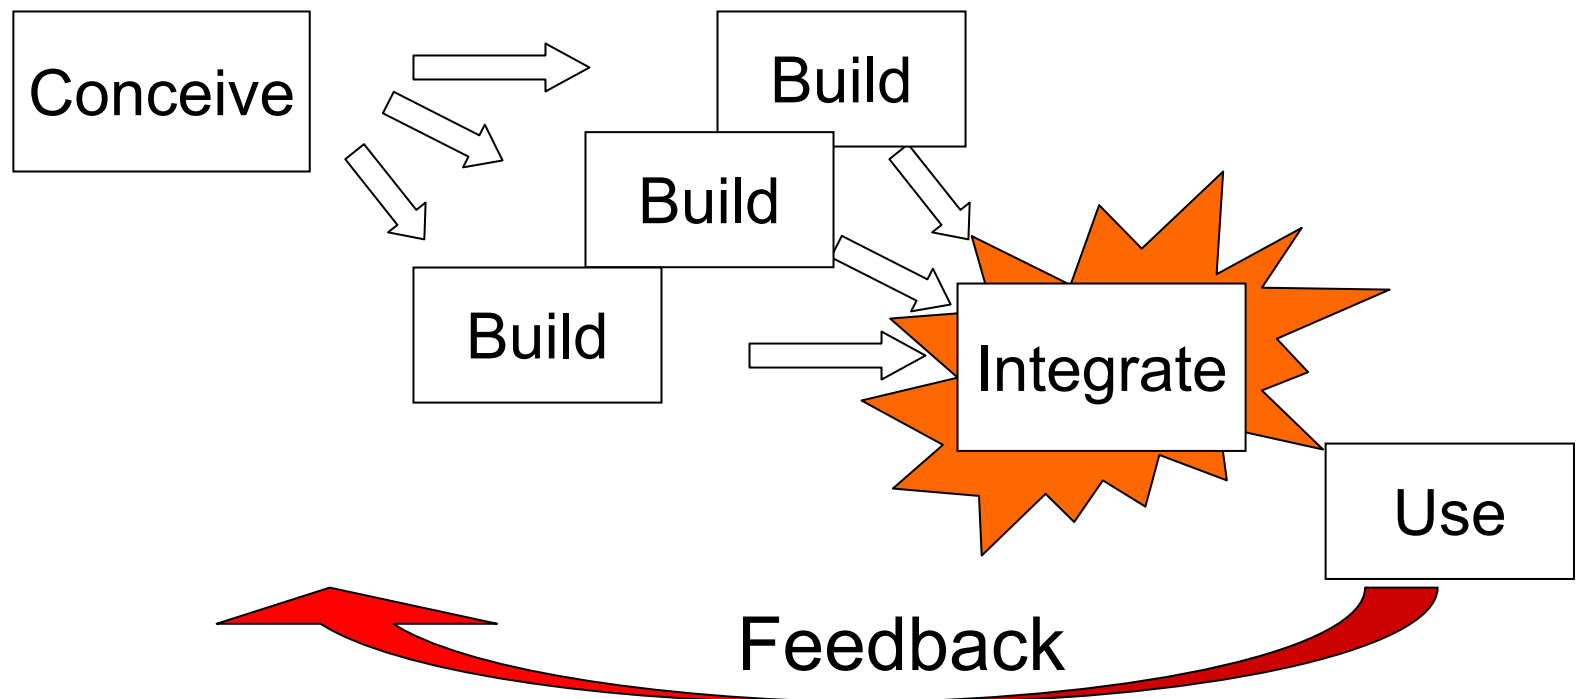 Conceive
Build
Build
Build
Integrate
Use
Feedback